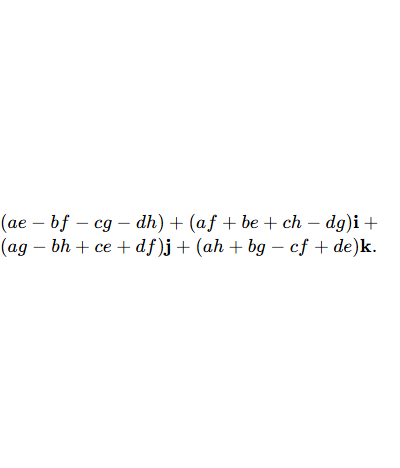 (ae − bf − cg − dh) + (af + be + ch − dg)i +
(ag − bh + ce + df)j + (ah + bg − cf + de)k.